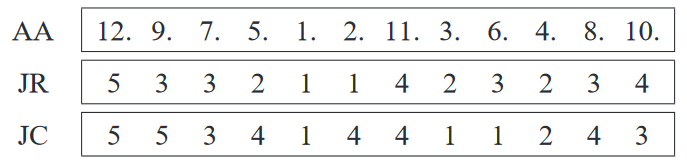 AA 12. 9. 7. 5. 1. 2. 11. 3. 6. 4. 8. 10.
JR 5 3 3 2 1 1 4 2 3 2 3 4
JC 5 5 3 4 1 4 4 1 1 2 4 3